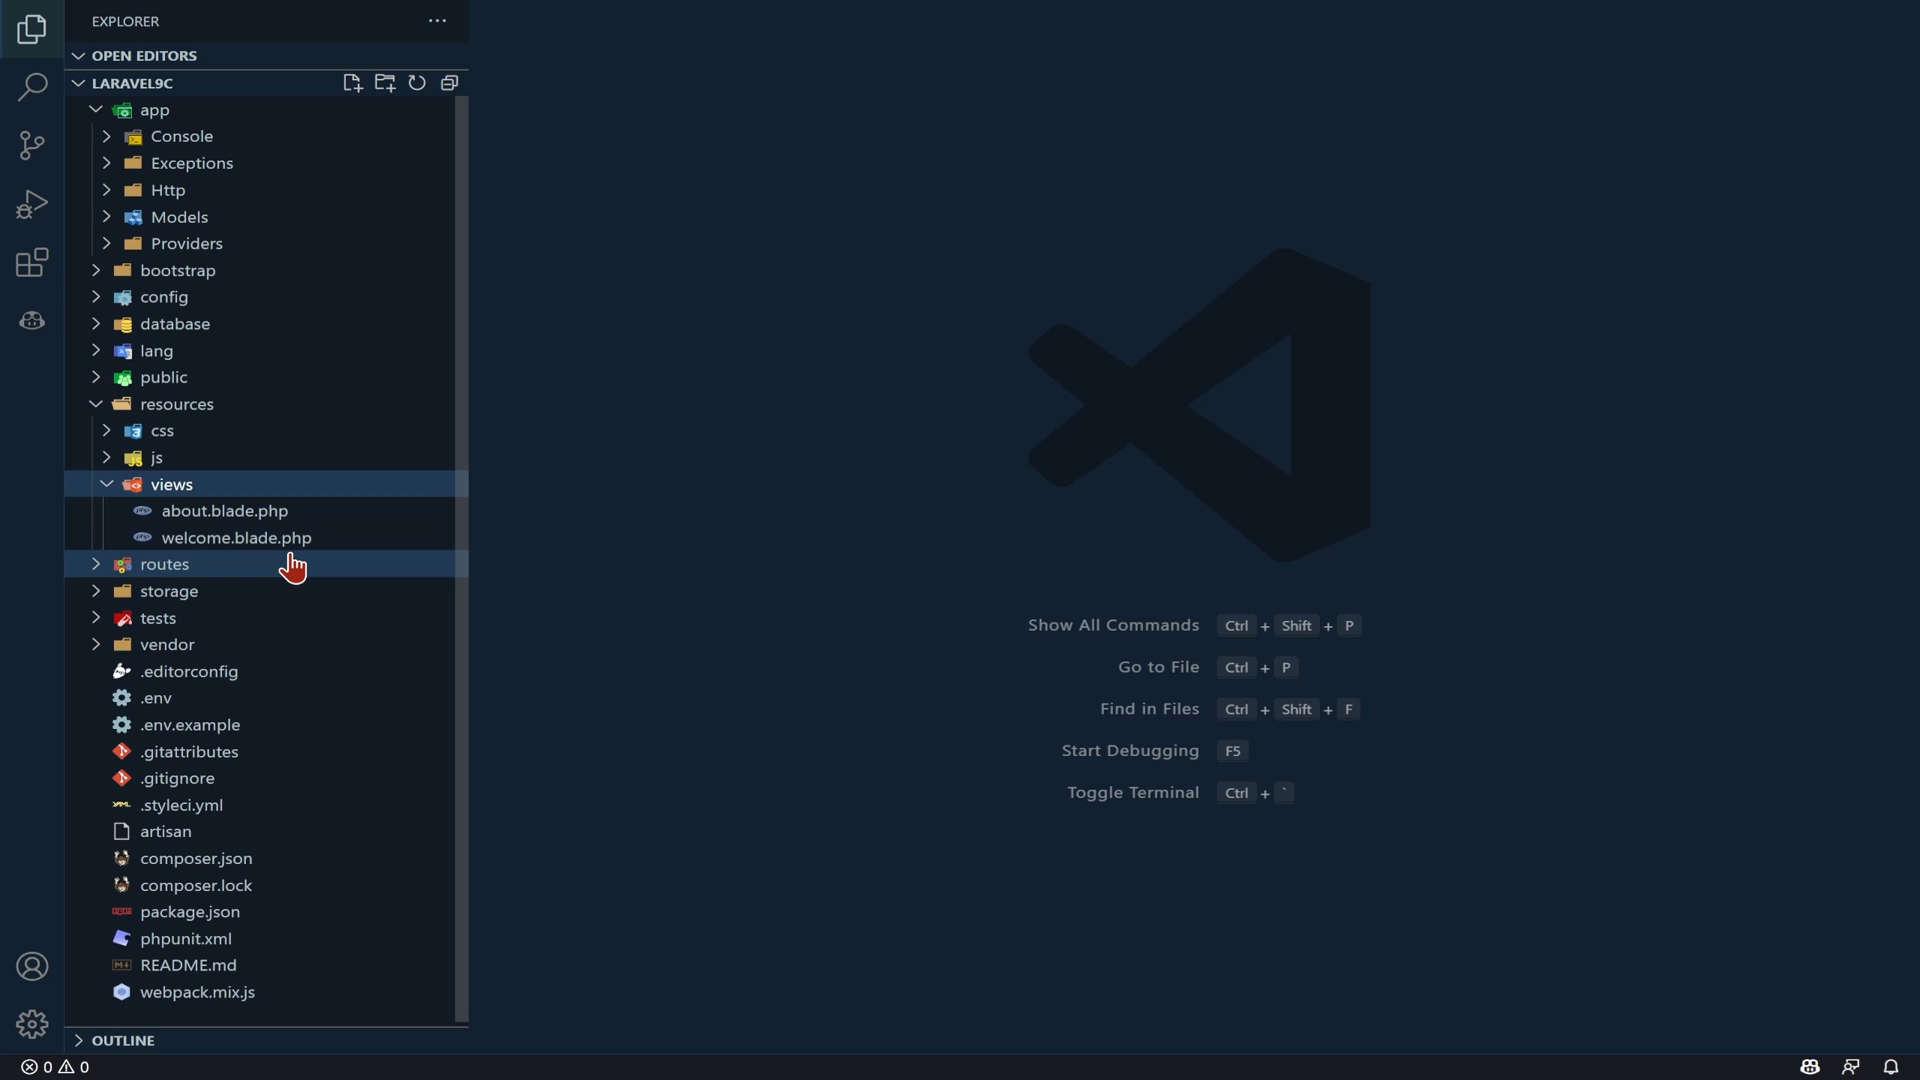 EXPLORER
OPEN EDITORS
LARAVEL9C
app
Console
Exceptions
Http
Models
Providers
bootstrap
config
database
lang
public
resources
css
js
views
about.blade.php
welcome.blade.php
routes
storage
tests
vendor
.editorconfig
.env
.env.example
.gitattributes
.gitignore
.styleci.yml
artisan
composer.json
composer.lock
package.json
phpunit.xml
README.md
webpack.mix.js
OUTLINE
0 0
Show All Commands Ctrl + Shift + P
Go to File Ctrl + P
Find in Files Ctrl + Shift + F
Start Debugging F5
Toggle Terminal Ctrl + `